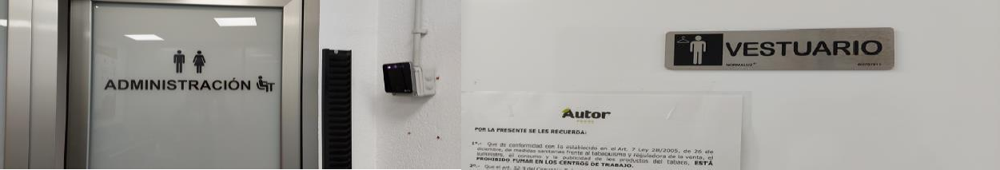 ADMINISTRACIÓN
VESTUARIO
NORMALUZ
Autor
POR LA PRESENTE SE LES RECUERDA:
1º.- Que de conformidad con lo establecido en el Art. 7 Ley 28/2005, de 26 de
diciembre, de medidas sanitarias frente al tabaquismo y reguladora de la venta, el
suministro, el consumo y la publicidad de los productos del tabaco, ESTÁ
PROHIBIDO FUMAR EN LOS CENTROS DE TRABAJO.
2º.- Que el art. 52.9 del